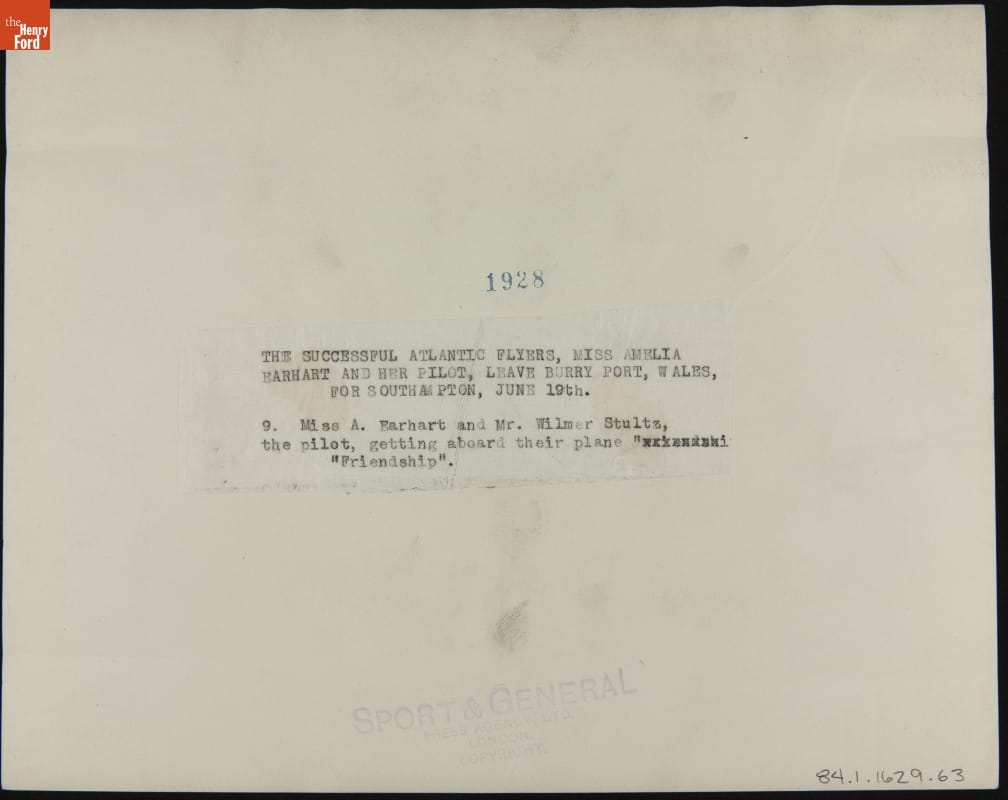 the
Henry
Ford
1928
THE SUCCESSFUL ATLANTIC FLYERS, MISS AMELIA
EARHART AND HER PILOT, LEAVE BURRY PORT, WALES,
FOR SOUTHAMPTON, JUNE 19th.
9. Miss A. Earhart and Mr. Wilmer Stultz,
the pilot, getting aboard their plane "
"Friendship".
SPORT & GENERAL
PRESS AGENCY, LTD.
LONDON.
COPYRIGHT.
84.1.1629.63